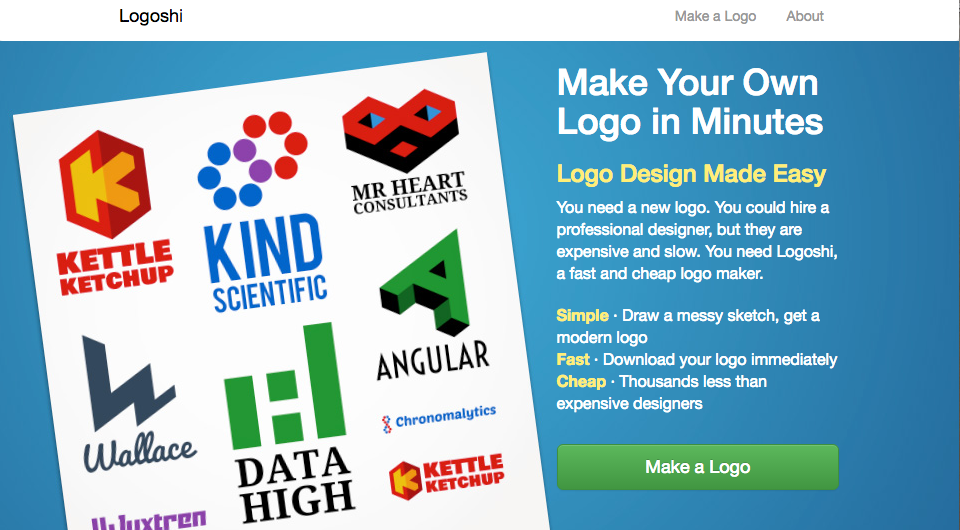 Logoshi
Make a Logo
About
KETTLE
KETCHUP
KIND
SCIENTIFIC
MR HEART
CONSULTANTS
Wallace
DATA
HIGH
ANGULAR
Chronomalytics
KETTLE
KETCHUP
Make Your Own
Logo in Minutes
Logo Design Made Easy
You need a new logo. You could hire a
professional designer, but they are
expensive and slow. You need Logoshi,
a fast and cheap logo maker.
Simple · Draw a messy sketch, get a
modern logo
Fast · Download your logo immediately
Cheap · Thousands less than
expensive designers
Make a Logo